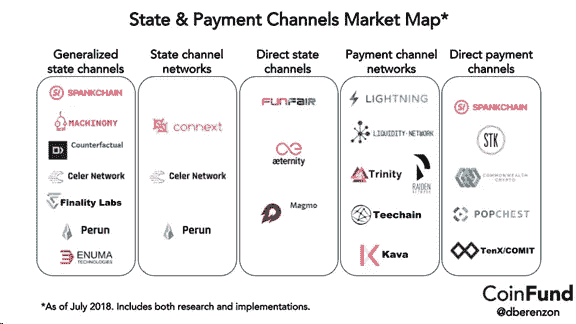 State & Payment Channels Market Map*
Generalized
state channels
SPANKCHAIN
MACHINOMY
Counterfactual
Celer Network
Finality Labs
Perun
ENUMA
TECHNOLOGIES
State channel
networks
connext
Celer Network
Perun
Direct state
channels
FUNFAIR
æternity
Magmo
Payment channel
networks
LIGHTNING
LIQUIDITY·NETWORK
Trinity
RAIDEN
NETWORK
Teechain
Kava
Direct payment
channels
SPANKCHAIN
STK
COMMONWEALTH
CRYPTO
POPCHEST
TenX/COMIT
*As of July 2018. Includes both research and implementations.
CoinFund
@dberenzon